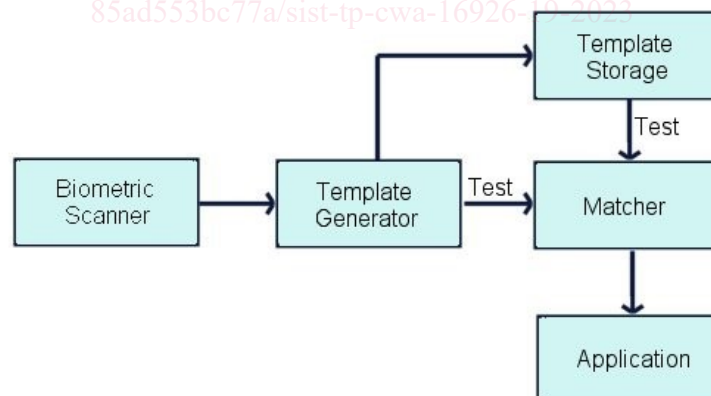 85ad553bc77a/sist-tp-cwa-16926-19-2023
Template
Storage
Test
Biometric
Scanner
Template
Generator
Test
Matcher
Application